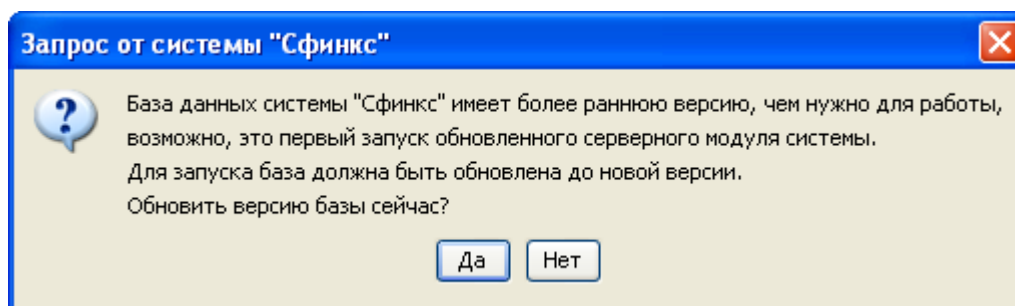 Запрос от системы "Сфинкс"
База данных системы "Сфинкс" имеет более раннюю версию, чем нужно для работы,
возможно, это первый запуск обновленного серверного модуля системы.
Для запуска база должна быть обновлена до новой версии.
Обновить версию базы сейчас?
Да Нет